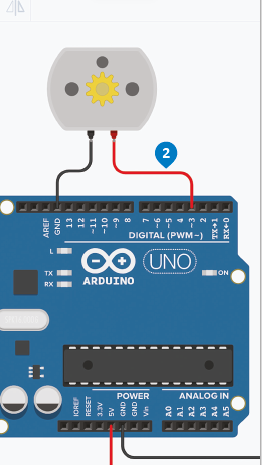 2
AREF
GND
13
12
~11
~10
~9
8
7
~6
~5
4
~3
2
TX→1
RX←0
DIGITAL (PWM~)
L
TX
RX
UNO
ON
ARDUINO
POWER
ANALOG IN
IOREF
RESET
3.3V
5V
GND
GND
Vin
A0
A1
A2
A3
A4
A5